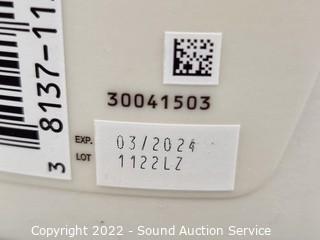 3 8137-11
30041503
EXP. 03/2024
LOT 1122LZ
Copyright 2022 - Sound Auction Service